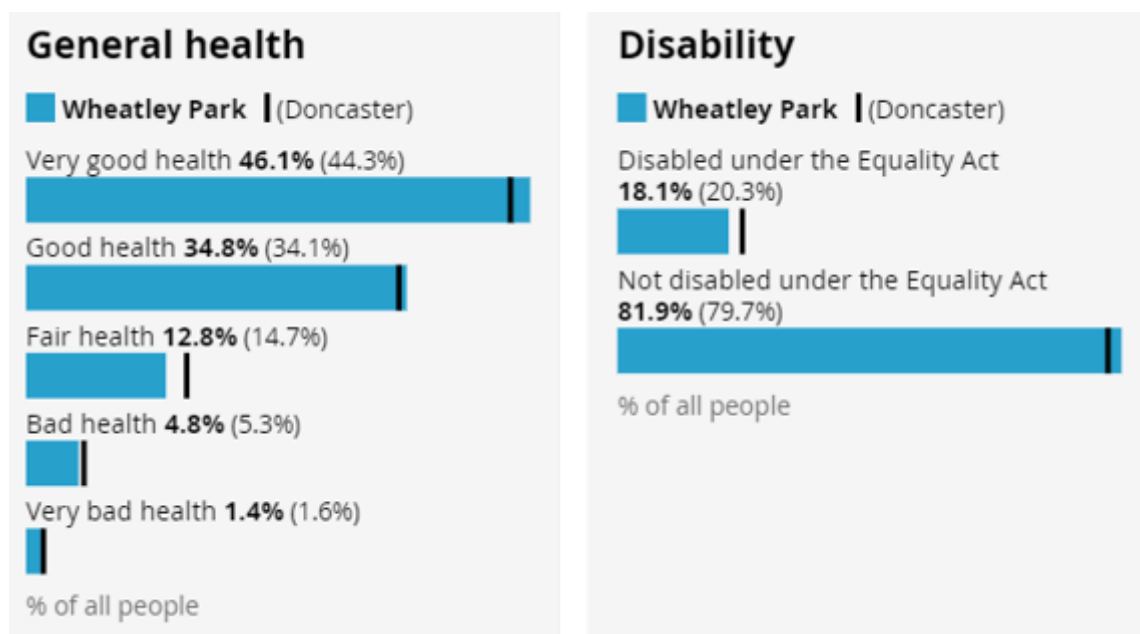 General health
Wheatley Park (Doncaster)
Very good health 46.1% (44.3%)
Good health 34.8% (34.1%)
Fair health 12.8% (14.7%)
Bad health 4.8% (5.3%)
Very bad health 1.4% (1.6%)
% of all people
Disability
Wheatley Park (Doncaster)
Disabled under the Equality Act
18.1% (20.3%)
Not disabled under the Equality Act
81.9% (79.7%)
% of all people